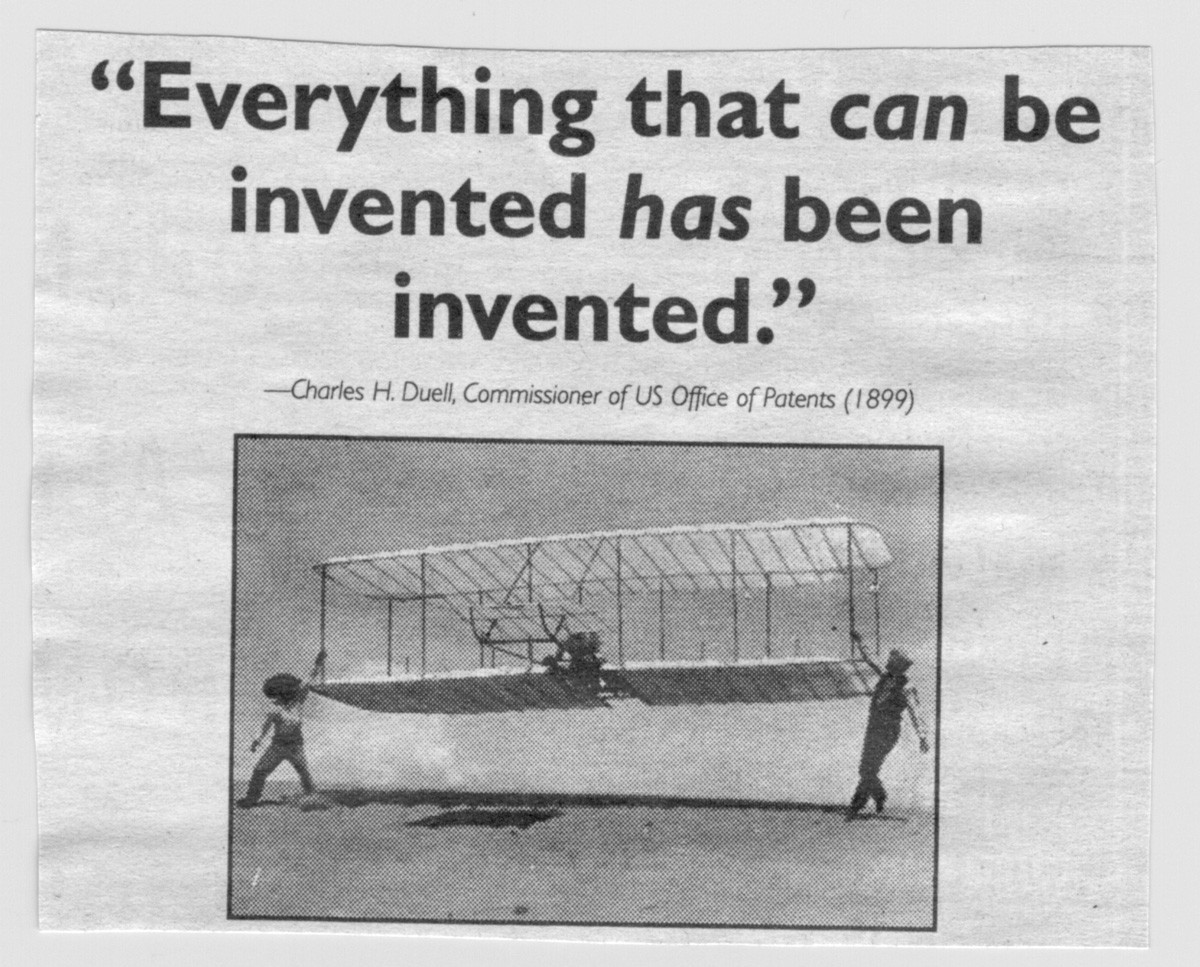 “Everything that can be
invented has been
invented.”
—Charles H. Duell, Commissioner of US Office of Patents (1899)